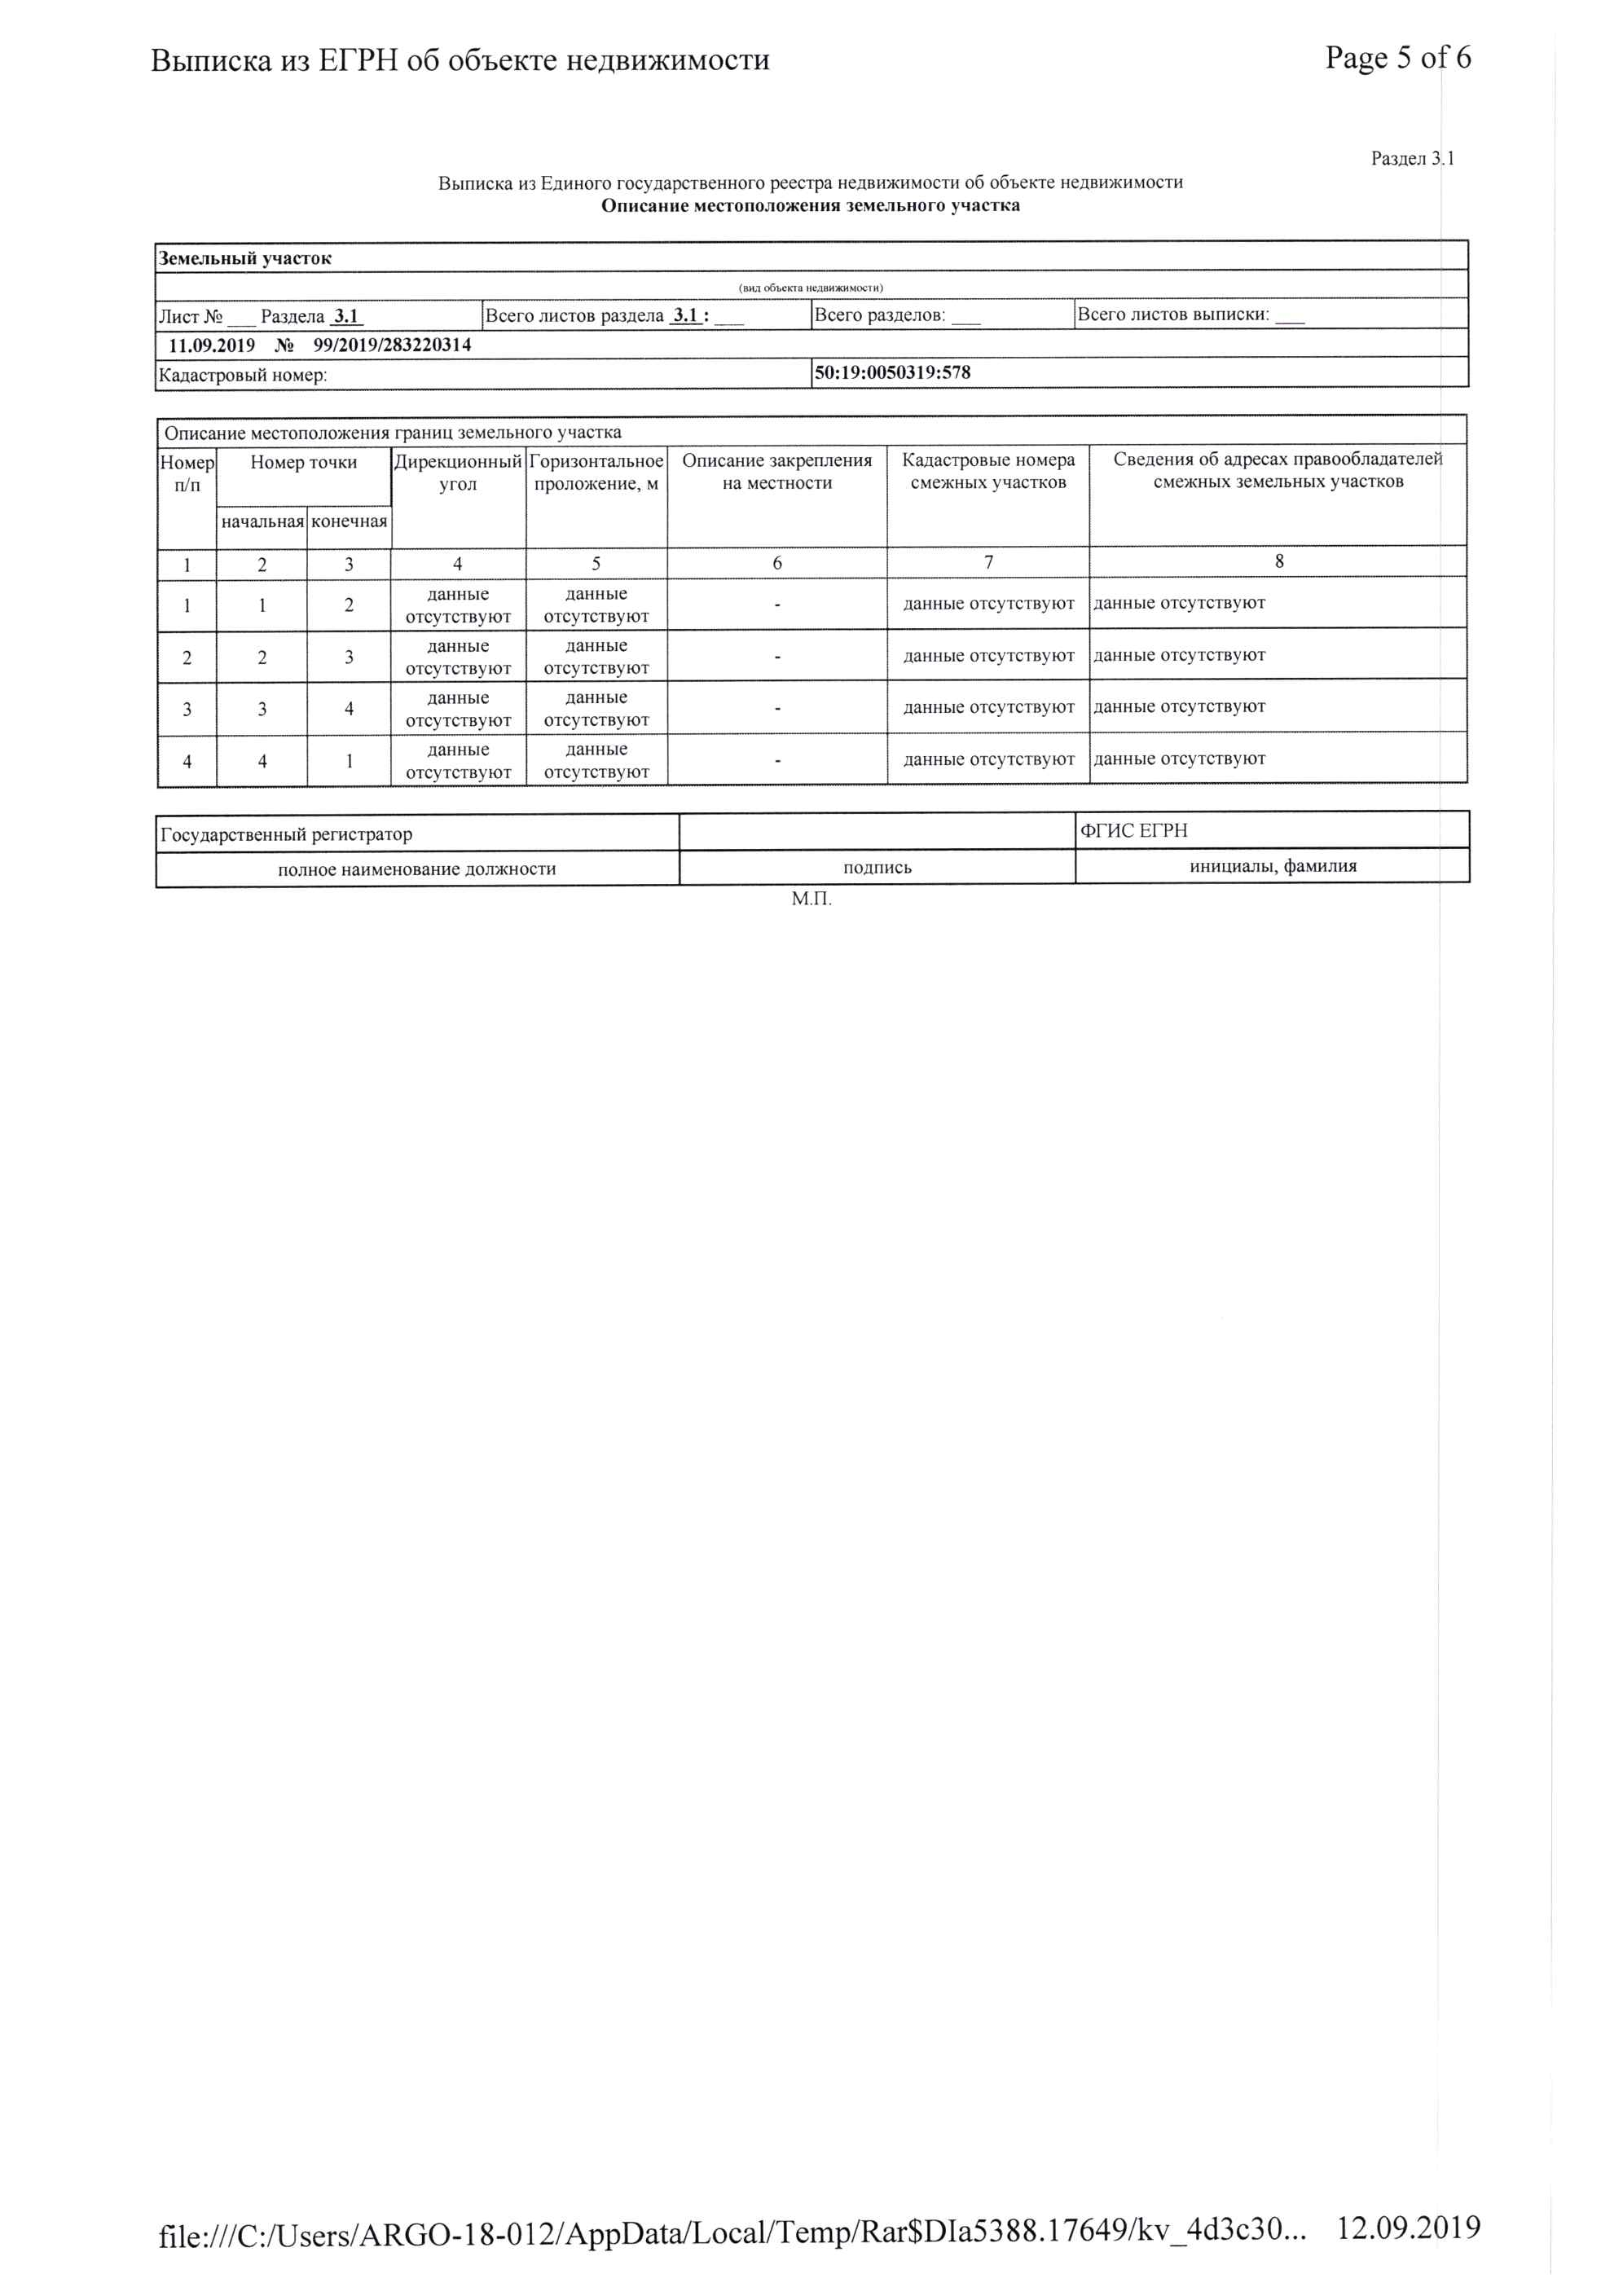 Выписка из ЕГРН об объекте недвижимости Page 5 of 6
Раздел 3.1
Выписка из Единого государственного реестра недвижимости об объекте недвижимости
Описание местоположения земельного участка
Земельный участок
(вид объекта недвижимости)
Лист № ___ Раздела 3.1 Всего листов раздела 3.1 : ___ Всего разделов: ___ Всего листов выписки: ___
11.09.2019 № 99/2019/283220314
Кадастровый номер: 50:19:0050319:578
Описание местоположения границ земельного участка
Номер Номер точки Дирекционный Горизонтальное Описание закрепления Кадастровые номера Сведения об адресах правообладателей
п/п угол проложение, м на местности смежных участков смежных земельных участков
начальная конечная
1 2 3 4 5 6 7 8
данные данные
1 1 2 - данные отсутствуют данные отсутствуют
отсутствуют отсутствуют
данные данные
2 2 3 - данные отсутствуют данные отсутствуют
отсутствуют отсутствуют
данные данные
3 3 4 - данные отсутствуют данные отсутствуют
отсутствуют отсутствуют
данные данные
4 4 1 - данные отсутствуют данные отсутствуют
отсутствуют отсутствуют
Государственный регистратор ФГИС ЕГРН
полное наименование должности подпись инициалы, фамилия
М.П.
file:///C:/Users/ARGO-18-012/AppData/Local/Temp/Rar$DIa5388.17649/kv_4d3c30... 12.09.2019